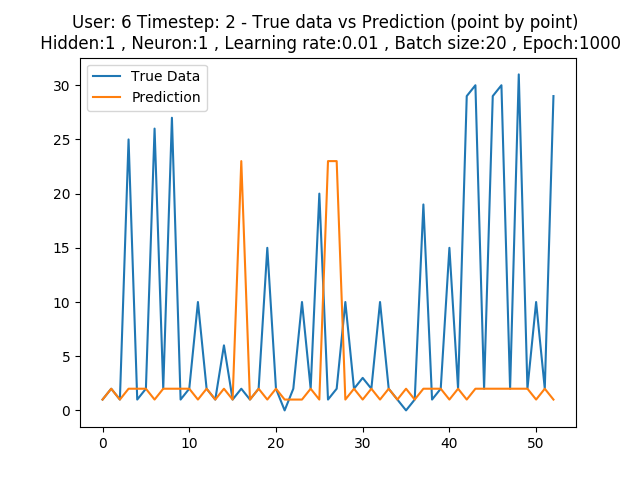 User: 6 Timestep: 2 - True data vs Prediction (point by point)
Hidden:1 , Neuron:1 , Learning rate:0.01 , Batch size:20 , Epoch:1000
True Data
Prediction
30
25
20
15
10
5
0
0 10 20 30 40 50